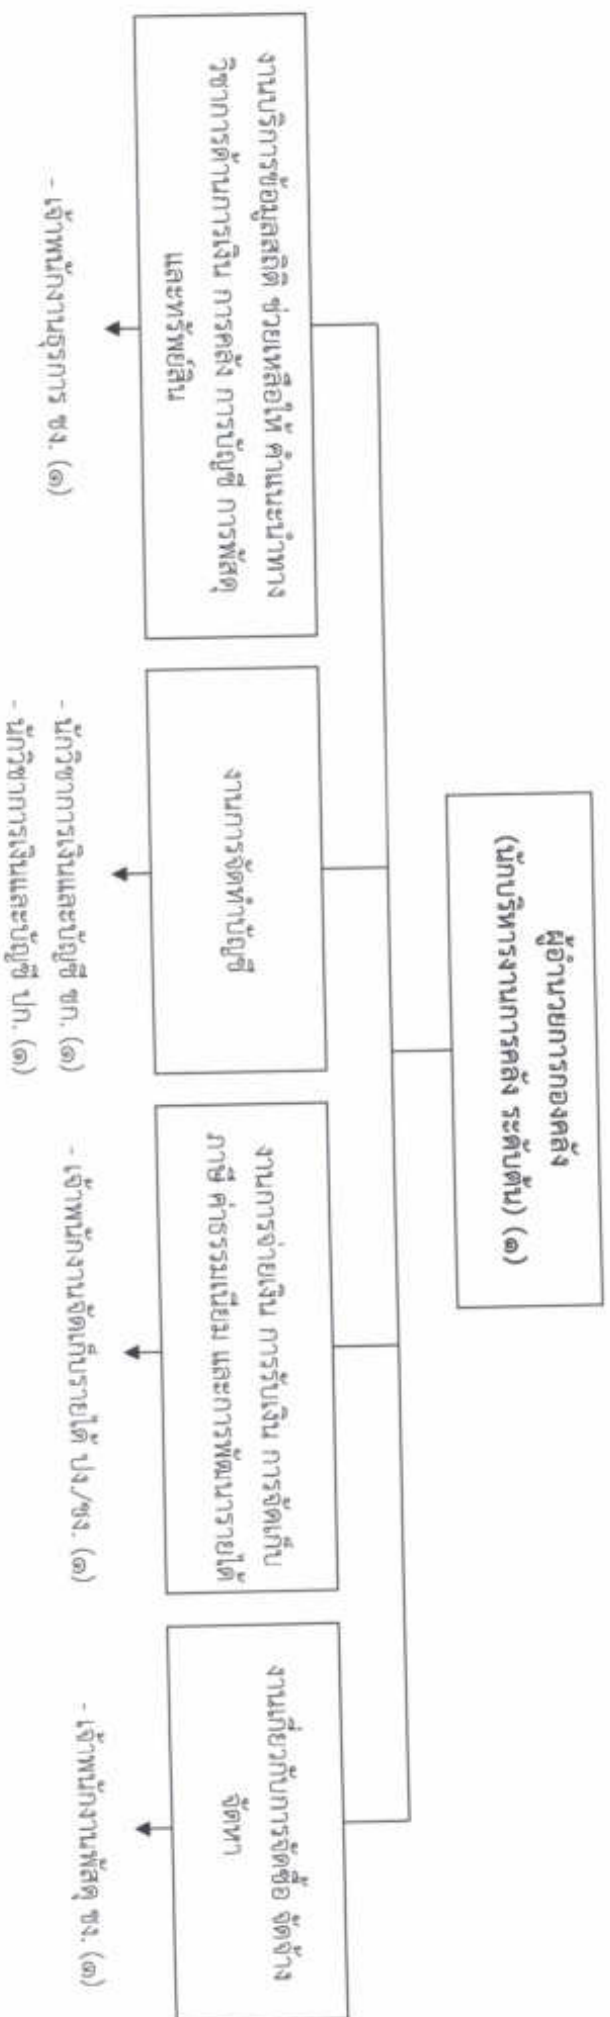 ผู้อำนวยการกองคลัง
(นักบริหารงานการคลัง ระดับต้น) (๑)
งานบริการข้อมูลสถิติ ช่วยเหลือให้ คำแนะนำทาง
วิชาการด้านการเงิน การคลัง การบัญชี การพัสดุ
และทรัพย์สิน
- เจ้าพนักงานธุรการ ชง. (๑)
งานการจัดทำบัญชี
- นักวิชาการเงินและบัญชี ชก. (๑)
- นักวิชาการเงินและบัญชี ปก. (๑)
งานการจ่ายเงิน การรับเงิน การจัดเก็บ
ภาษี ค่าธรรมเนียม และการพัฒนารายได้
- เจ้าพนักงานจัดเก็บรายได้ ปง/ชง. (๑)
งานเกี่ยวกับการจัดซื้อ จัดจ้าง
จัดหา
- เจ้าพนักงานพัสดุ ชง. (๑)